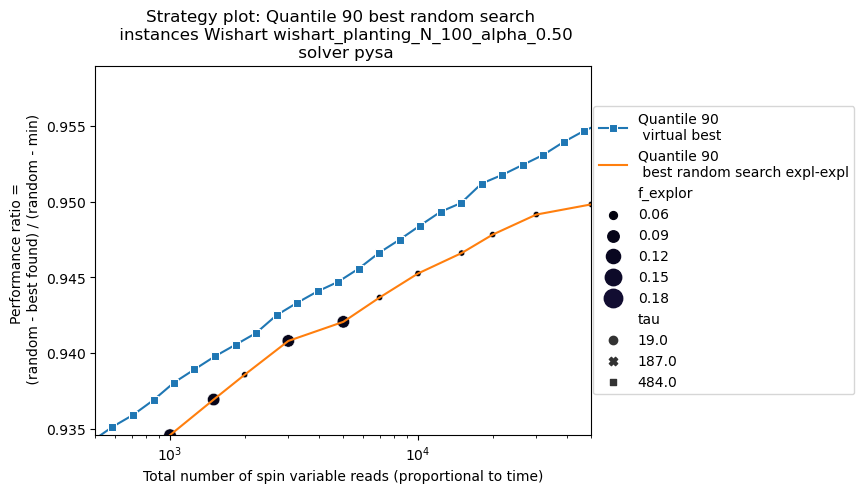 Strategy plot: Quantile 90 best random search
instances Wishart wishart_planting_N_100_alpha_0.50
solver pysa
Performance ratio =
(random - best found) / (random - min)
0.955
0.950
0.945
0.940
0.935
10³
10⁴
Total number of spin variable reads (proportional to time)
Quantile 90
virtual best
Quantile 90
best random search expl-expl
f_explor
0.06
0.09
0.12
0.15
0.18
tau
19.0
187.0
484.0